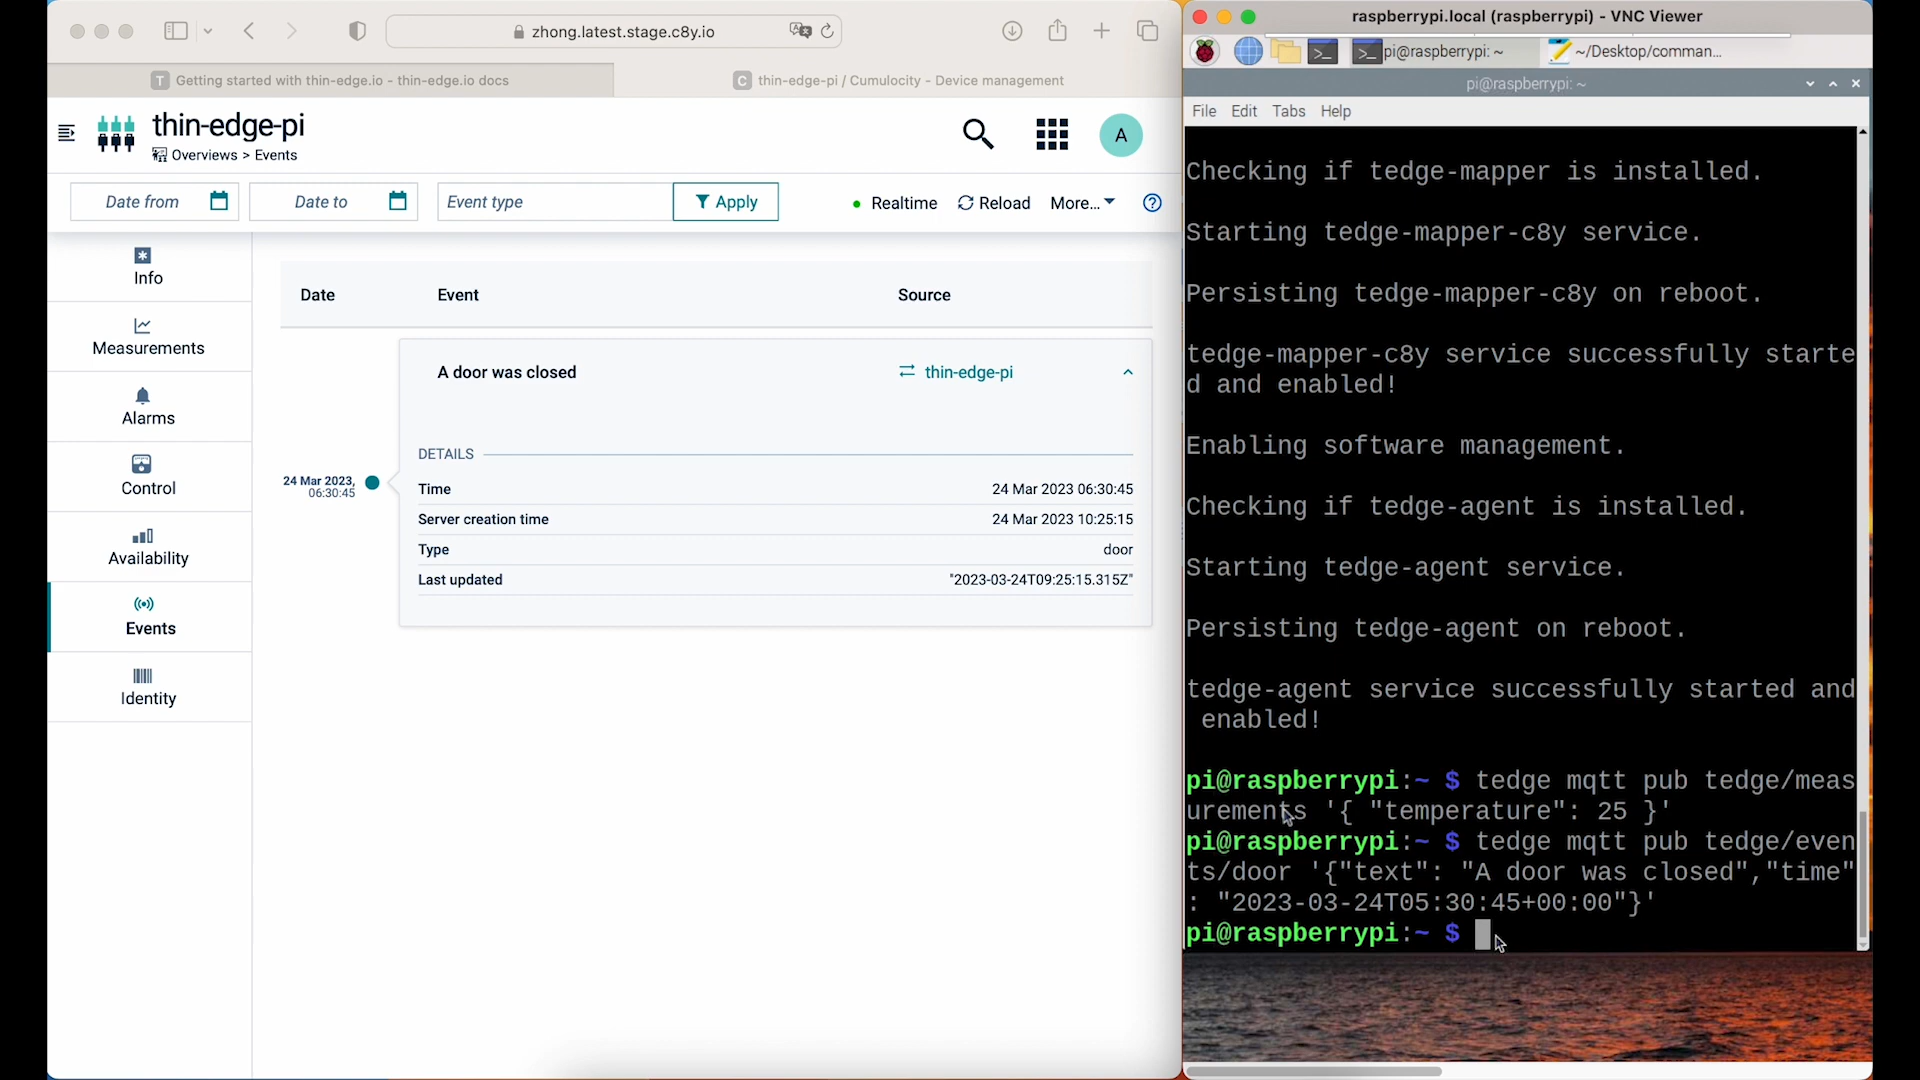 zhong.latest.stage.c8y.io
T Getting started with thin-edge.io - thin-edge.io docs
C thin-edge-pi / Cumulocity - Device management
thin-edge-pi
Overviews > Events
A
Date from
Date to
Event type
Apply
Realtime
Reload
More...
Info
Measurements
Alarms
Control
Availability
Events
Identity
Date Event Source
A door was closed
thin-edge-pi
DETAILS
24 Mar 2023,
06:30:45
Time 24 Mar 2023 06:30:45
Server creation time 24 Mar 2023 10:25:15
Type door
Last updated "2023-03-24T09:25:15.315Z"
raspberrypi.local (raspberrypi) - VNC Viewer
pi@raspberrypi: ~
~/Desktop/comman...
pi@raspberrypi: ~
File Edit Tabs Help
Checking if tedge-mapper is installed.
Starting tedge-mapper-c8y service.
Persisting tedge-mapper-c8y on reboot.
tedge-mapper-c8y service successfully starte
d and enabled!
Enabling software management.
Checking if tedge-agent is installed.
Starting tedge-agent service.
Persisting tedge-agent on reboot.
tedge-agent service successfully started and
enabled!
pi@raspberrypi:~ $ tedge mqtt pub tedge/meas
urements '{ "temperature": 25 }'
pi@raspberrypi:~ $ tedge mqtt pub tedge/even
ts/door '{"text": "A door was closed","time"
: "2023-03-24T05:30:45+00:00"}'
pi@raspberrypi:~ $